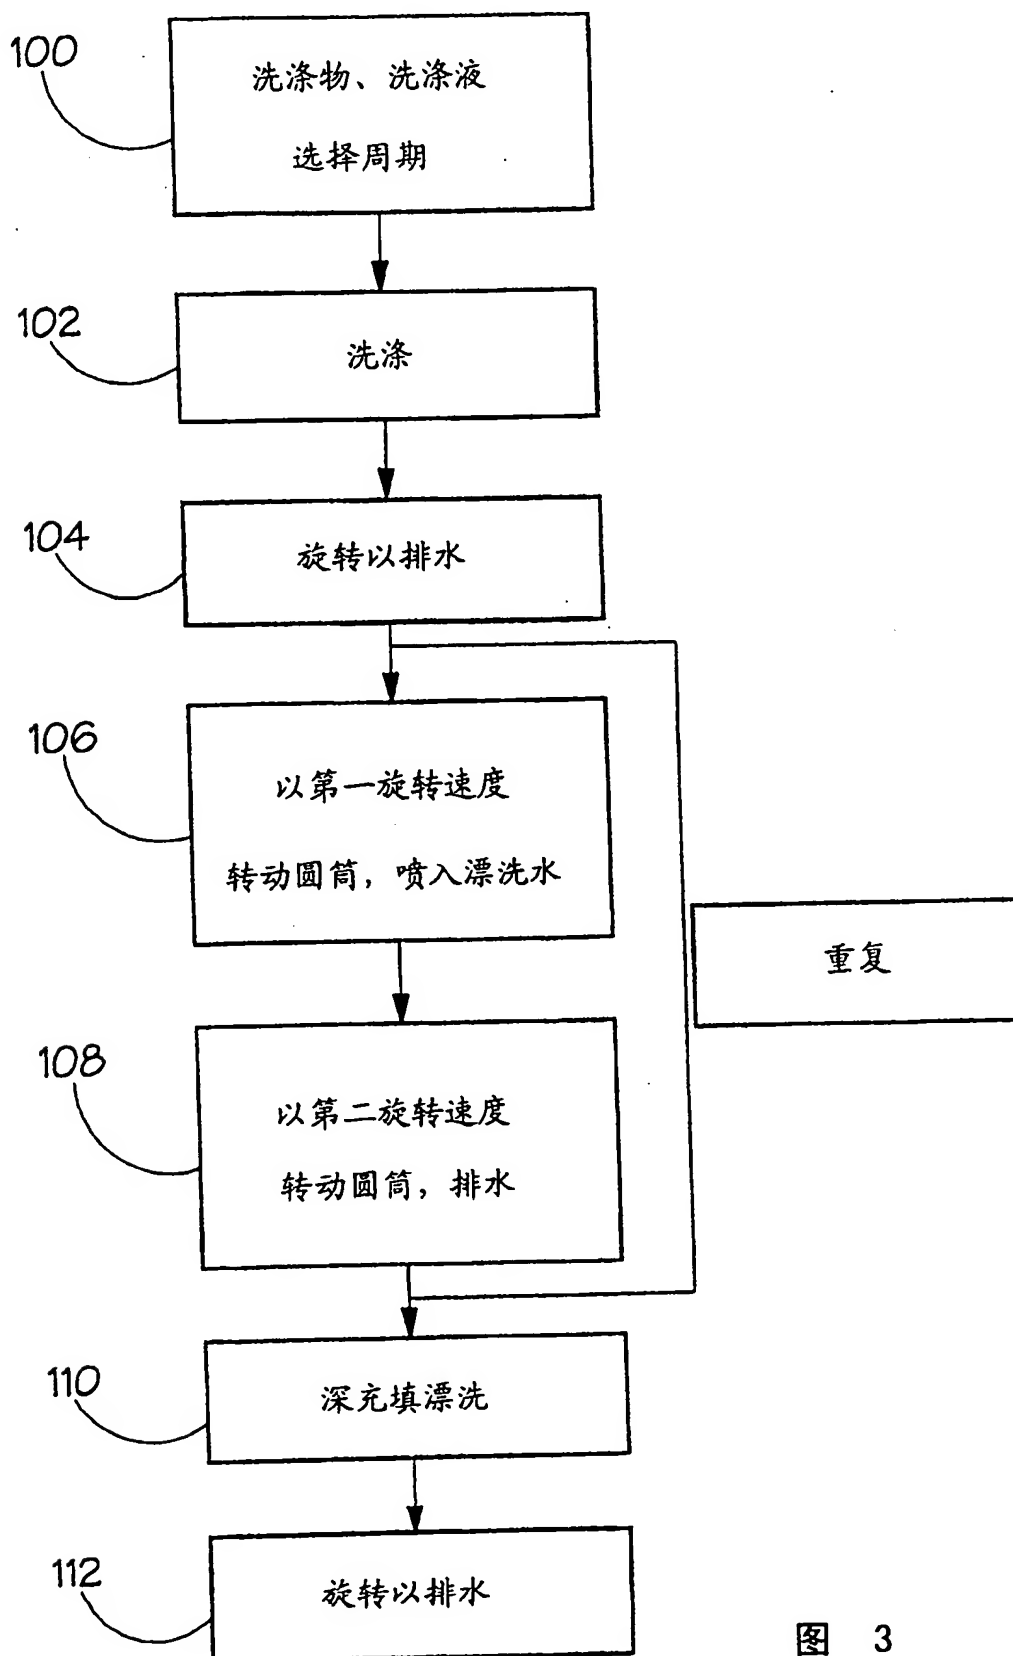 100
洗涤物、洗涤液
选择周期
102
洗涤
104
旋转以排水
106
以第一旋转速度
转动圆筒，喷入漂洗水
重复
108
以第二旋转速度
转动圆筒，排水
110
深充填漂洗
112
旋转以排水
图 3